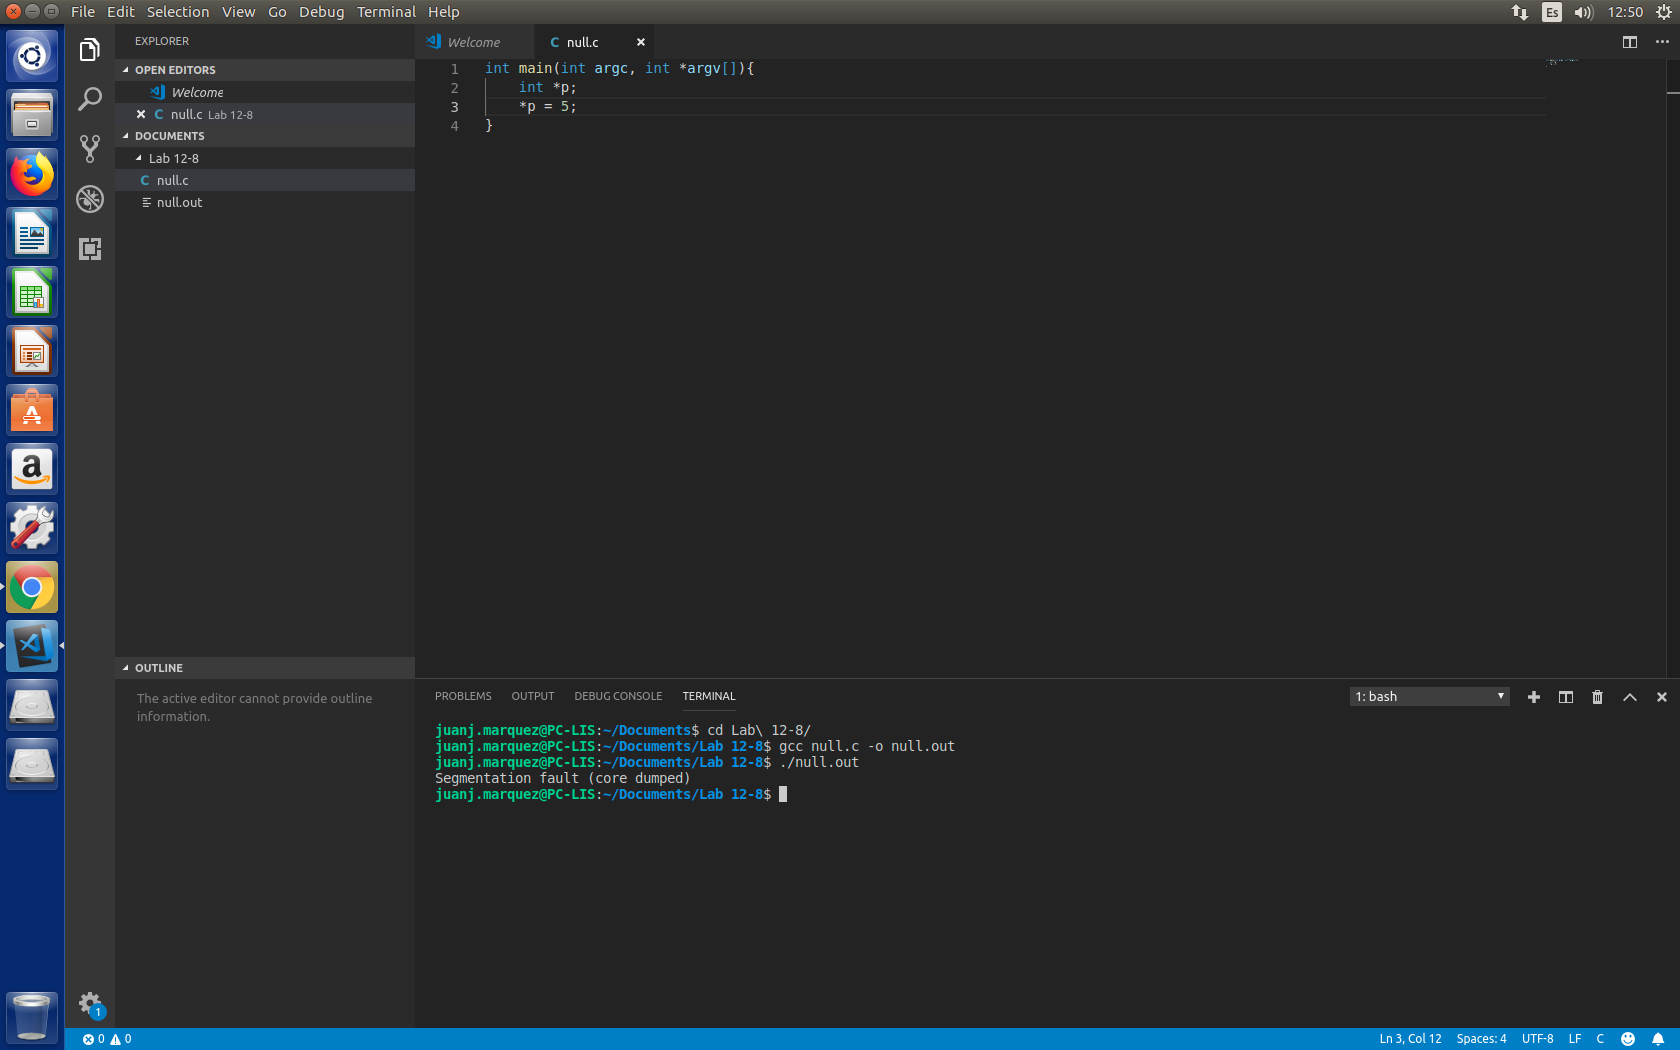 File Edit Selection View Go Debug Terminal Help
Es
12:50
EXPLORER
OPEN EDITORS
Welcome
null.c Lab 12-8
DOCUMENTS
Lab 12-8
null.c
null.out
OUTLINE
The active editor cannot provide outline
information.
Welcome
null.c
1 int main(int argc, int *argv[]){
2 int *p;
3 *p = 5;
4 }
PROBLEMS OUTPUT DEBUG CONSOLE TERMINAL
1: bash
juanj.marquez@PC-LIS:~/Documents$ cd Lab\ 12-8/
juanj.marquez@PC-LIS:~/Documents/Lab 12-8$ gcc null.c -o null.out
juanj.marquez@PC-LIS:~/Documents/Lab 12-8$ ./null.out
Segmentation fault (core dumped)
juanj.marquez@PC-LIS:~/Documents/Lab 12-8$
1
0 0
Ln 3, Col 12 Spaces: 4 UTF-8 LF C